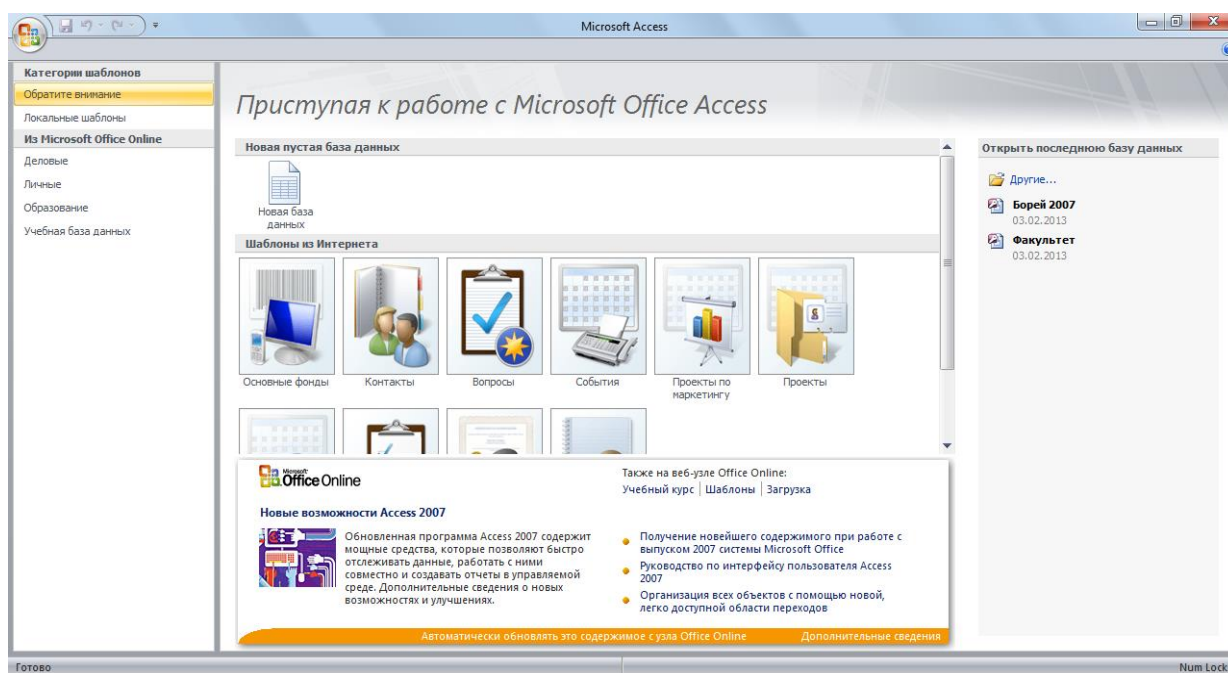 Microsoft Access
Категории шаблонов
Обратите внимание
Локальные шаблоны
Из Microsoft Office Online
Деловые
Личные
Образование
Учебная база данных
Приступая к работе с Microsoft Office Access
Новая пустая база данных
Новая база
данных
Шаблоны из Интернета
Основные фонды
Контакты
Вопросы
События
Проекты по
маркетингу
Проекты
Microsoft
Office Online
Также на веб-узле Office Online:
Учебный курс | Шаблоны | Загрузка
Новые возможности Access 2007
Обновленная программа Access 2007 содержит
мощные средства, которые позволяют быстро
отслеживать данные, работать с ними
совместно и создавать отчеты в управляемой
среде. Дополнительные сведения о новых
возможностях и улучшениях.
Получение новейшего содержимого при работе с
выпуском 2007 системы Microsoft Office
Руководство по интерфейсу пользователя Access
2007
Организация всех объектов с помощью новой,
легко доступной области переходов
Автоматически обновлять это содержимое с узла Office Online
Дополнительные сведения
Открыть последнюю базу данных
Другие...
Борей 2007
03.02.2013
Факультет
03.02.2013
Готово
Num Lock